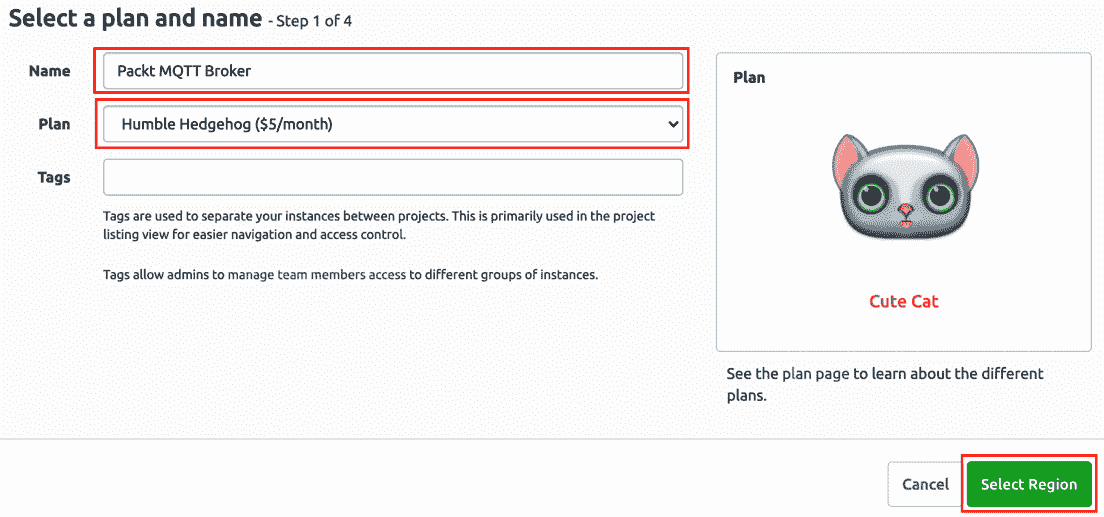 Select a plan and name - Step 1 of 4
Name
Packt MQTT Broker
Plan
Humble Hedgehog ($5/month)
Tags
Tags are used to separate your instances between projects. This is primarily used in the project
listing view for easier navigation and access control.
Tags allow admins to manage team members access to different groups of instances.
Plan
Cute Cat
See the plan page to learn about the different
plans.
Cancel
Select Region